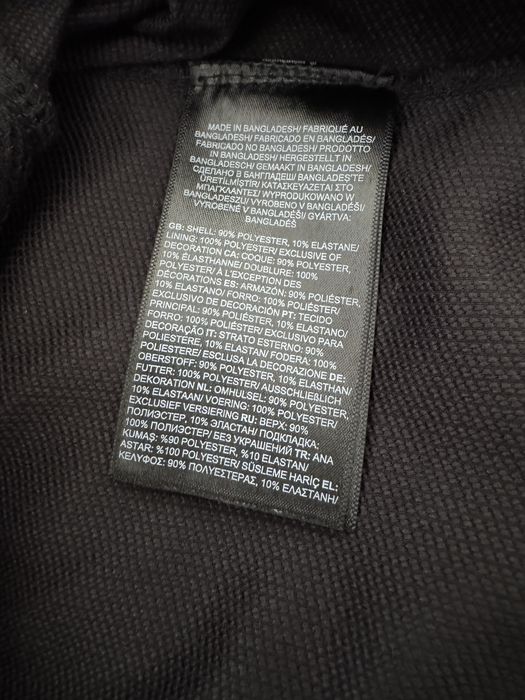 MADE IN BANGLADESH/ FABRIQUÉ AU
BANGLADESH/ FABRICADO EN BANGLADÉS/
FABRICADO NO BANGLADESH/ PRODOTTO
IN BANGLADESH/ HERGESTELLT IN
BANGLADESCH/ GEMAAKT IN BANGLADESH/
СДЕЛАНО В БАНГЛАДЕШ/ BANGLADEŞ'TE
ÜRETİLMİŞTİR/ ΚΑΤΑΣΚΕΥΑΖΕΤΑΙ ΣΤΟ
ΜΠΑΓΚΛΑΝΤΕΣ/ WYPRODUKOWANO W
BANGLADESZU/ VYROBENO V BANGLADÉŠI/
VYROBENÉ V BANGLADÉŠI/ GYÁRTVA:
BANGLADÉS
GB: SHELL: 90% POLYESTER, 10% ELASTANE/
LINING: 100% POLYESTER/ EXCLUSIVE OF
DECORATION CA: COQUE: 90% POLYESTER,
10% ÉLASTHANNE/ DOUBLURE: 100%
POLYESTER/ À L'EXCEPTION DES
DÉCORATIONS ES: ARMAZÓN: 90% POLIÉSTER,
10% ELASTANO/ FORRO: 100% POLIÉSTER/
EXCLUSIVO DE DECORACIÓN PT: TECIDO
PRINCIPAL: 90% POLIÉSTER, 10% ELASTANO/
FORRO: 100% POLIÉSTER/ EXCLUSIVO PARA
DECORAÇÃO IT: STRATO ESTERNO: 90%
POLIESTERE, 10% ELASTAN/ FODERA: 100%
POLIESTERE/ ESCLUSA LA DECORAZIONE DE:
OBERSTOFF: 90% POLYESTER, 10% ELASTHAN/
FUTTER: 100% POLYESTER/ AUSSCHLIEßLICH
DEKORATION NL: OMHULSEL: 90% POLYESTER,
10% ELASTAAN/ VOERING: 100% POLYESTER/
EXCLUSIEF VERSIERING RU: ВЕРХ: 90%
ПОЛИЭСТЕР, 10% ЭЛАСТАН/ ПОДКЛАДКА:
100% ПОЛИЭСТЕР/ БЕЗ УКРАШЕНИЙ TR: ANA
KUMAŞ: %90 POLYESTER, %10 ELASTAN/
ASTAR: %100 POLYESTER/ SÜSLEME HARİÇ EL:
ΚΕΛΥΦΟΣ: 90% ΠΟΛΥΕΣΤΕΡΑΣ, 10% ΕΛΑΣΤΑΝΗ/